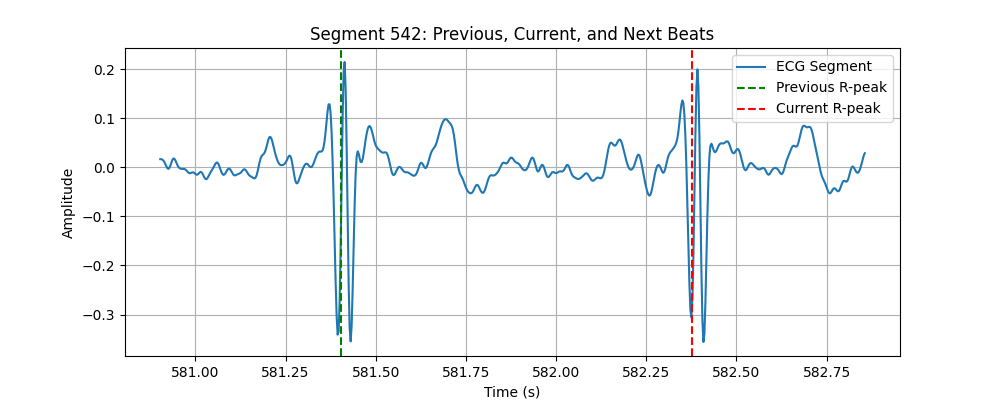 Segment 542: Previous, Current, and Next Beats
ECG Segment
Previous R-peak
Current R-peak
0.2
0.1
0.0
−0.1
−0.2
−0.3
Amplitude
581.00 581.25 581.50 581.75 582.00 582.25 582.50 582.75
Time (s)